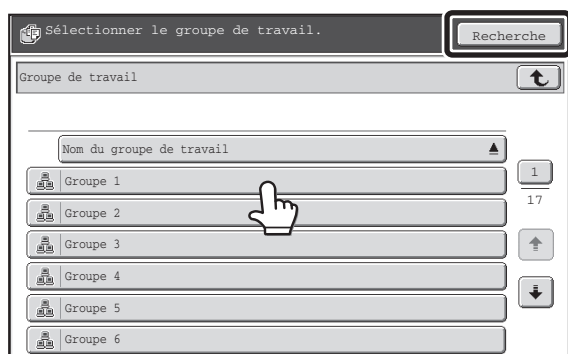 Sélectionner le groupe de travail.
Recherche
Groupe de travail
Nom du groupe de travail
Groupe 1
1
17
Groupe 2
Groupe 3
Groupe 4
Groupe 5
Groupe 6